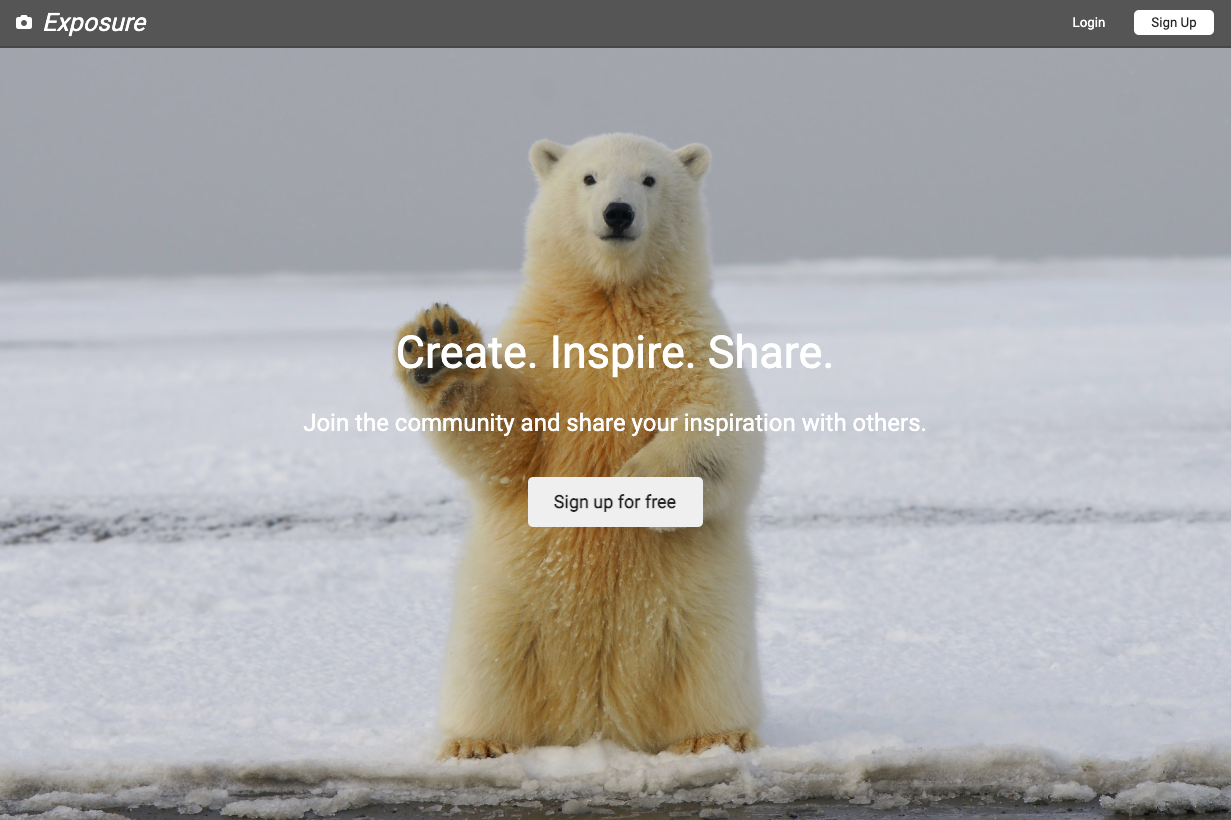 Exposure
Login
Sign Up
Create. Inspire. Share.
Join the community and share your inspiration with others.
Sign up for free